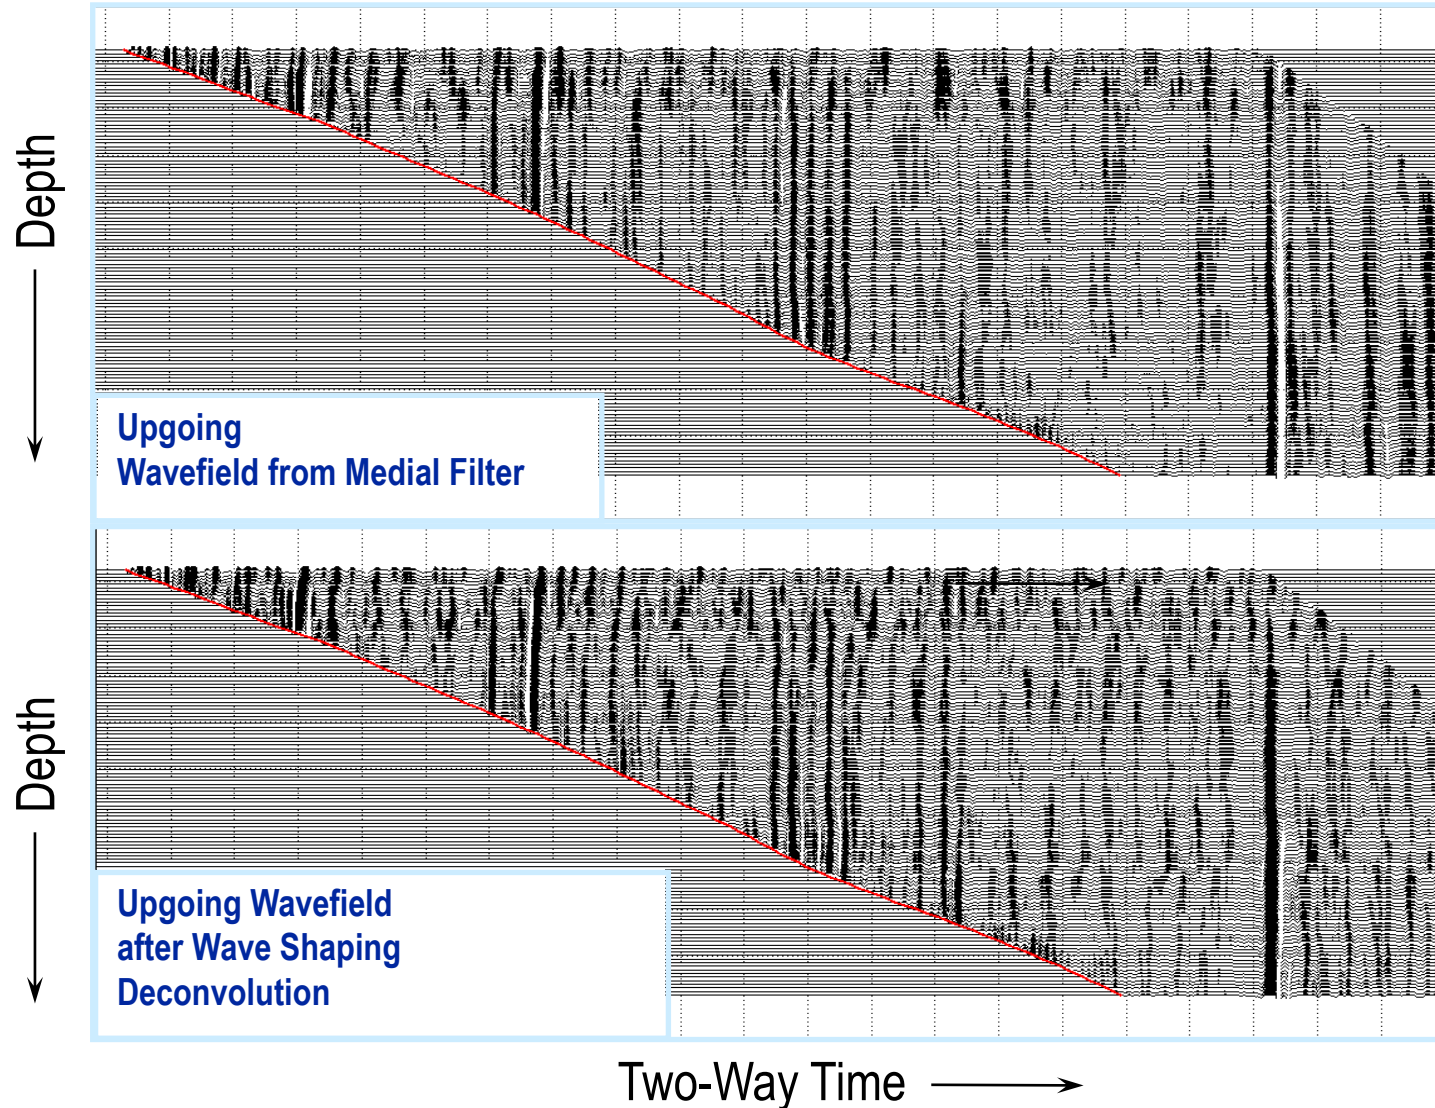 Depth
Upgoing
Wavefield from Medial Filter
Depth
Upgoing Wavefield
after Wave Shaping
Deconvolution
Two-Way Time